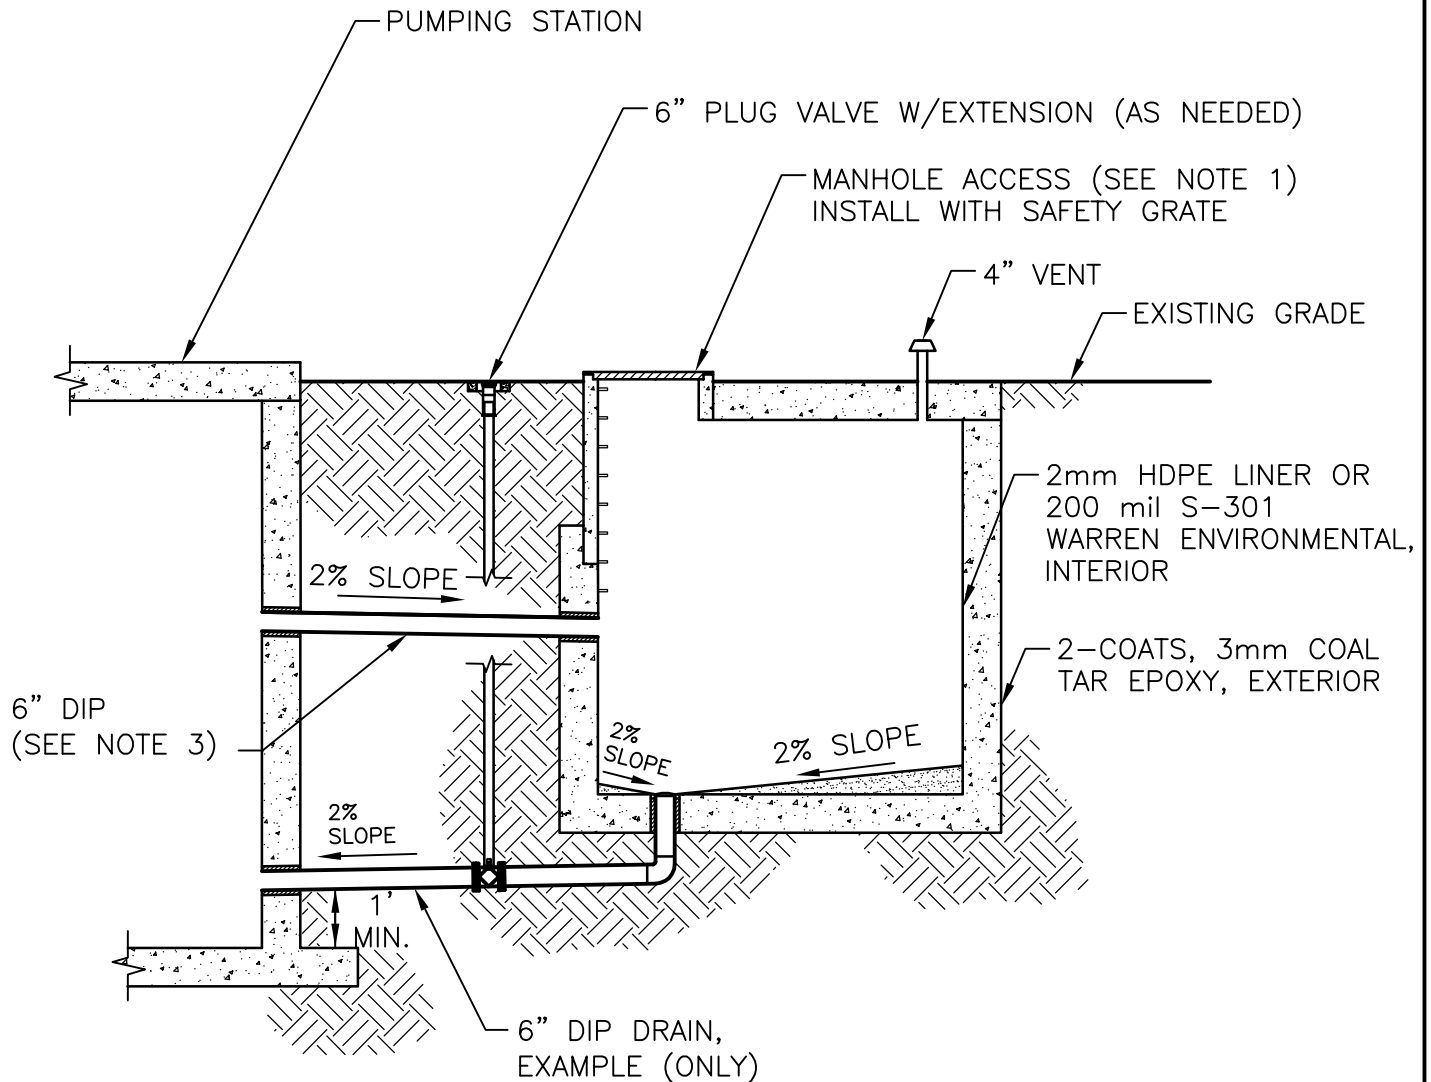 PUMPING STATION
6” PLUG VALVE W/EXTENSION (AS NEEDED)
MANHOLE ACCESS (SEE NOTE 1)
INSTALL WITH SAFETY GRATE
4” VENT
EXISTING GRADE
2mm HDPE LINER OR
200 mil S-301
WARREN ENVIRONMENTAL,
INTERIOR
2% SLOPE
2-COATS, 3mm COAL
TAR EPOXY, EXTERIOR
6” DIP
(SEE NOTE 3)
2%
SLOPE
2% SLOPE
2%
SLOPE
1'
MIN.
6” DIP DRAIN,
EXAMPLE (ONLY)